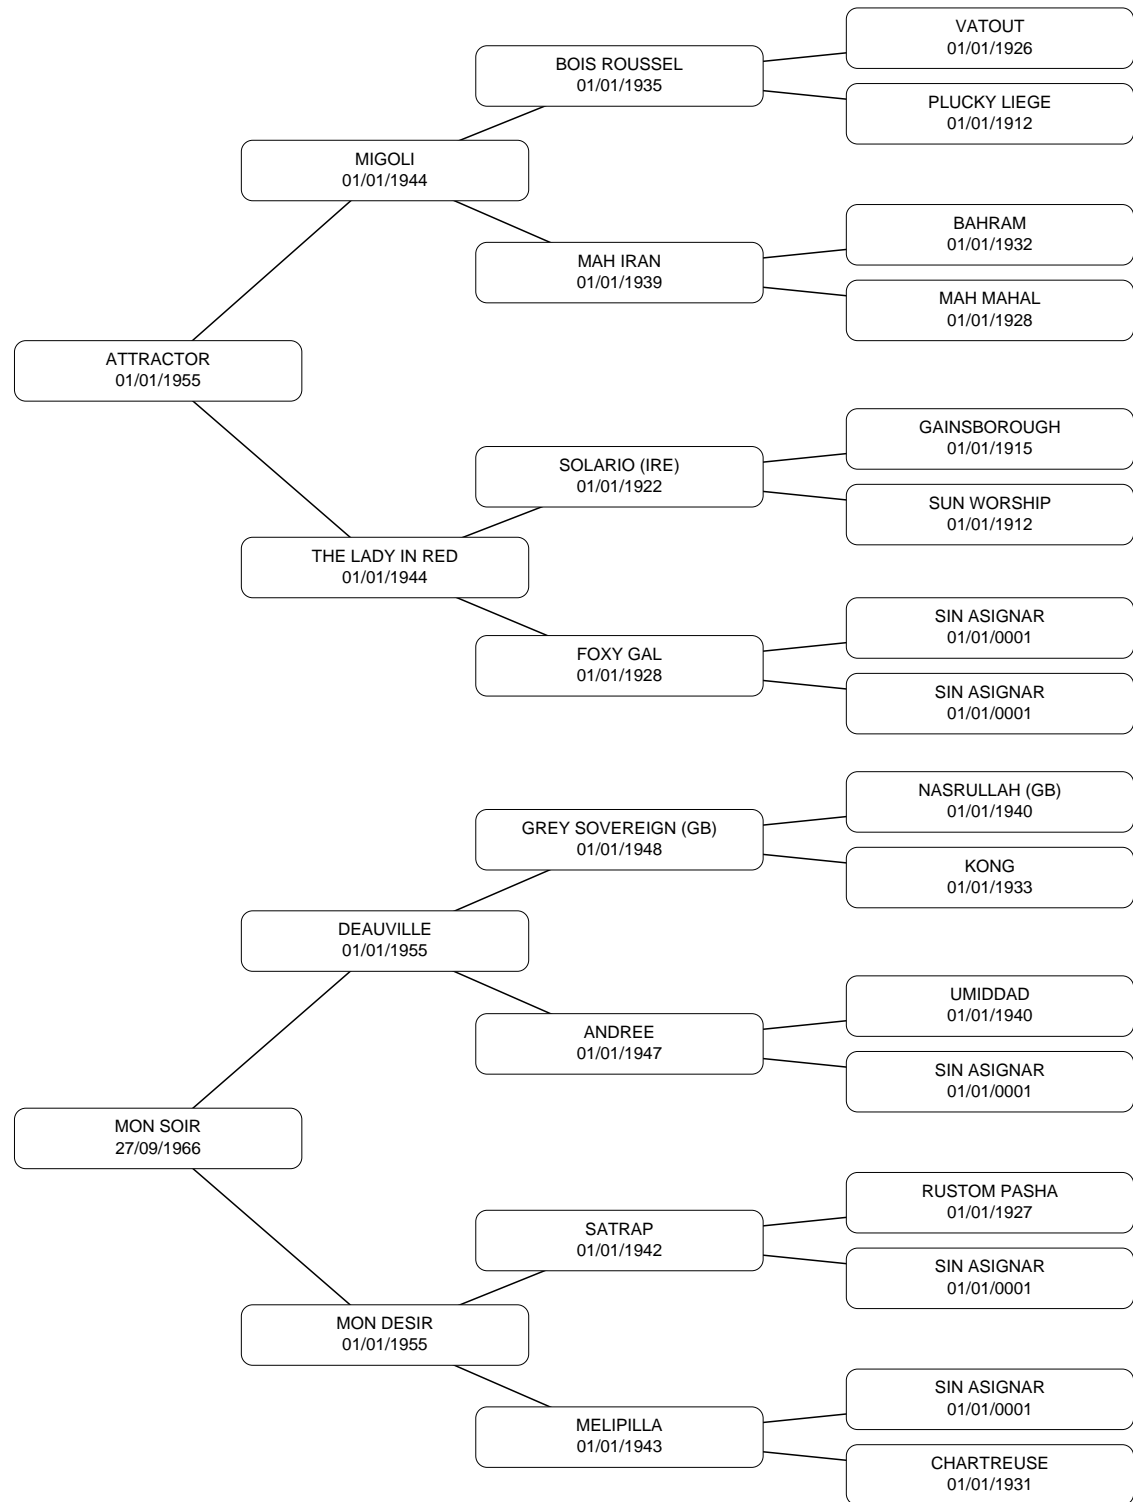 VATOUT
01/01/1926
BOIS ROUSSEL
01/01/1935
PLUCKY LIEGE
01/01/1912
MIGOLI
01/01/1944
BAHRAM
01/01/1932
MAH IRAN
01/01/1939
MAH MAHAL
01/01/1928
ATTRACTOR
01/01/1955
GAINSBOROUGH
01/01/1915
SOLARIO (IRE)
01/01/1922
SUN WORSHIP
01/01/1912
THE LADY IN RED
01/01/1944
SIN ASIGNAR
01/01/0001
FOXY GAL
01/01/1928
SIN ASIGNAR
01/01/0001
NASRULLAH (GB)
01/01/1940
GREY SOVEREIGN (GB)
01/01/1948
KONG
01/01/1933
DEAUVILLE
01/01/1955
UMIDDAD
01/01/1940
ANDREE
01/01/1947
SIN ASIGNAR
01/01/0001
MON SOIR
27/09/1966
RUSTOM PASHA
01/01/1927
SATRAP
01/01/1942
SIN ASIGNAR
01/01/0001
MON DESIR
01/01/1955
SIN ASIGNAR
01/01/0001
MELIPILLA
01/01/1943
CHARTREUSE
01/01/1931